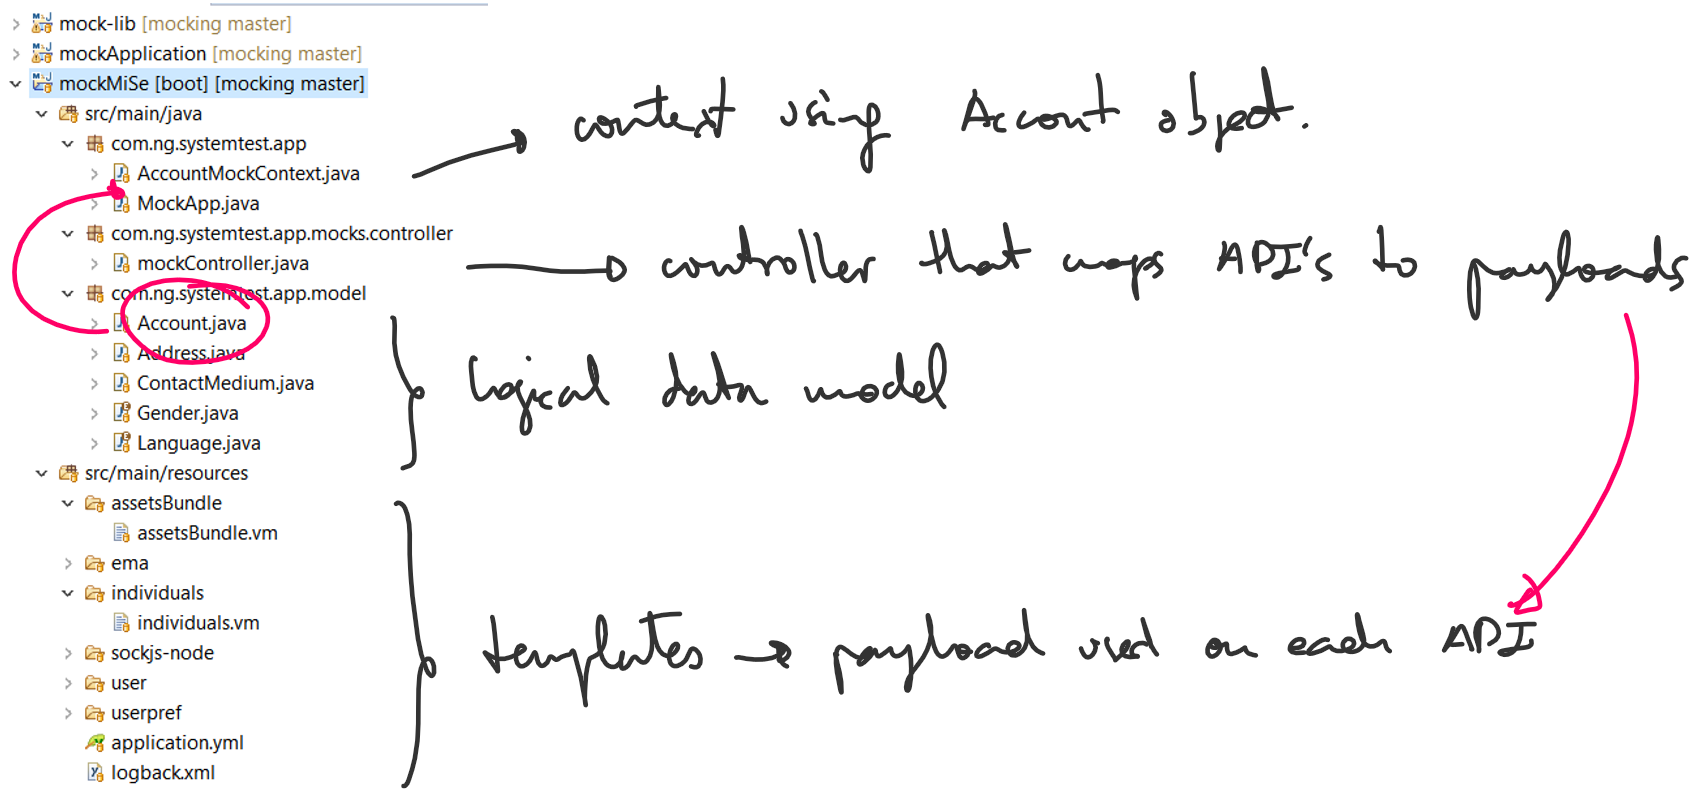 mock-lib [mocking master]
mockApplication [mocking master]
mockMiSe [boot] [mocking master]
src/main/java
com.ng.systemtest.app
AccountMockContext.java
context using Accont object.
MockApp.java
com.ng.systemtest.app.mocks.controller
mockController.java
controller that maps API's to payloads
com.ng.systemtest.app.model
Account.java
Address.java
ContactMedium.java
Gender.java
Language.java
Logical data model
src/main/resources
assetsBundle
assetsBundle.vm
ema
individuals
individuals.vm
sockjs-node
user
userpref
application.yml
logback.xml
templates → payload used on each API